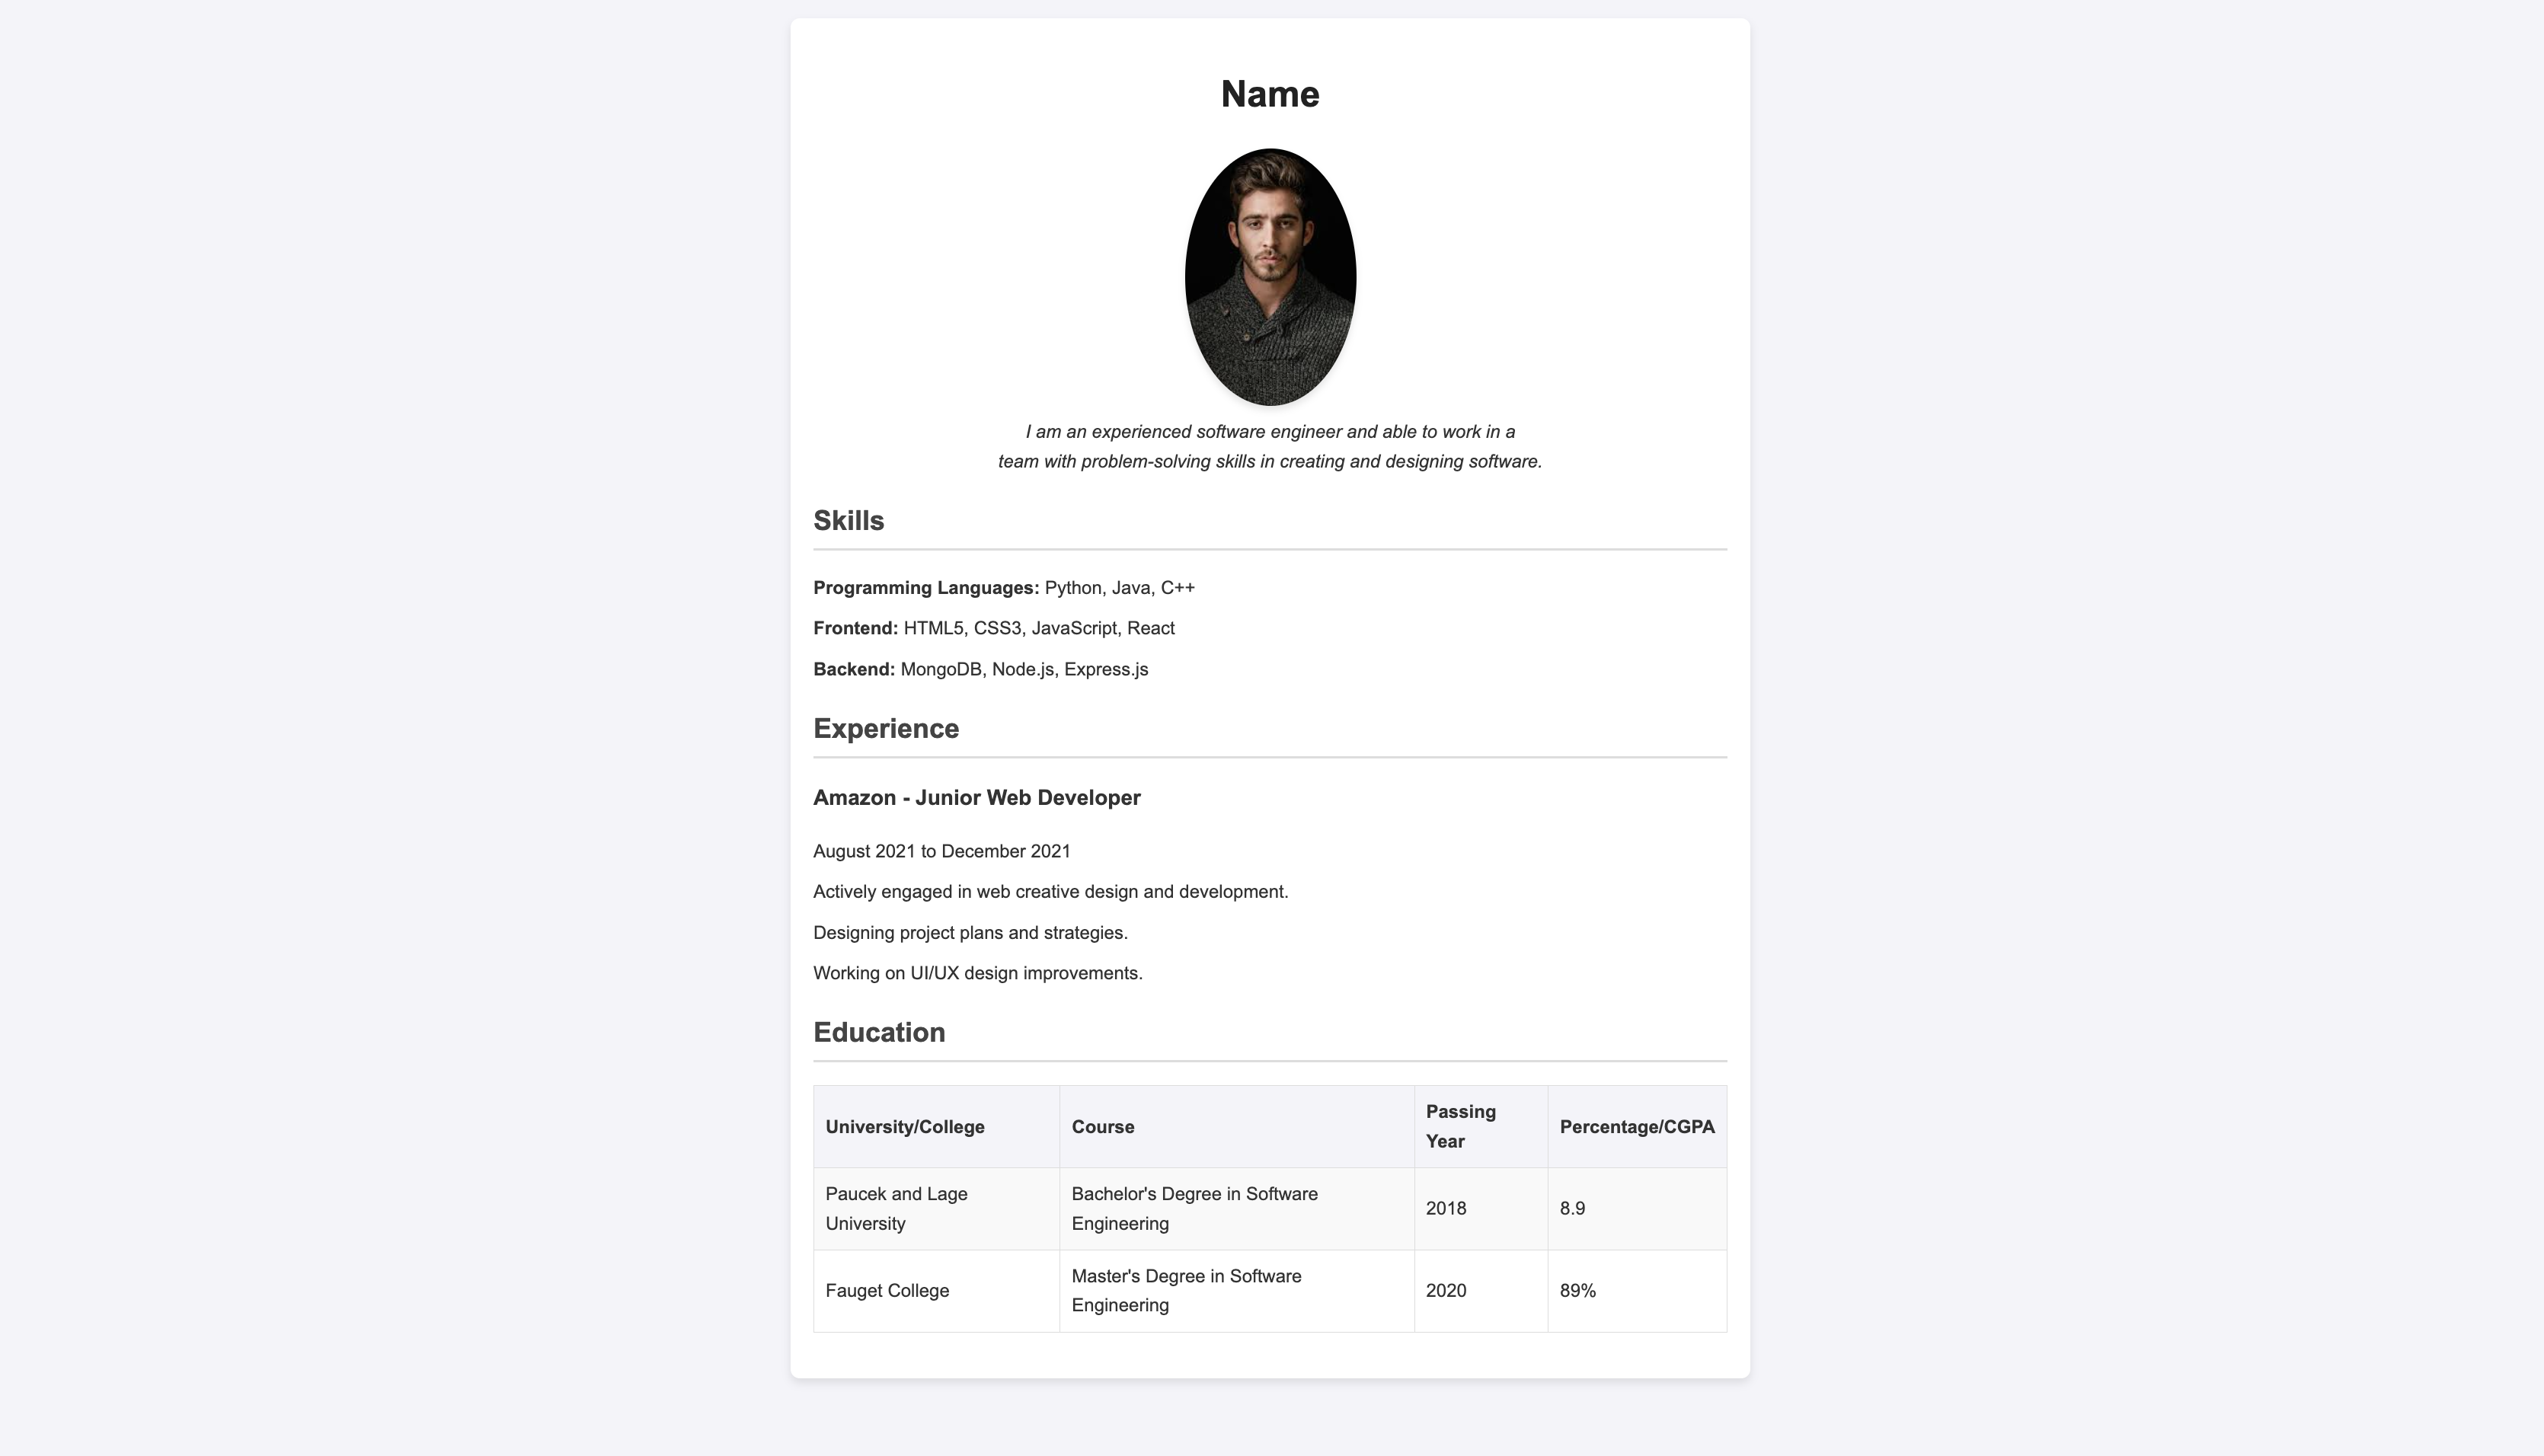 Name
I am an experienced software engineer and able to work in a
team with problem-solving skills in creating and designing software.
Skills
Programming Languages: Python, Java, C++
Frontend: HTML5, CSS3, JavaScript, React
Backend: MongoDB, Node.js, Express.js
Experience
Amazon - Junior Web Developer
August 2021 to December 2021
Actively engaged in web creative design and development.
Designing project plans and strategies.
Working on UI/UX design improvements.
Education
University/College
Course
Passing
Year
Percentage/CGPA
Paucek and Lage
University
Bachelor's Degree in Software
Engineering
2018
8.9
Fauget College
Master's Degree in Software
Engineering
2020
89%